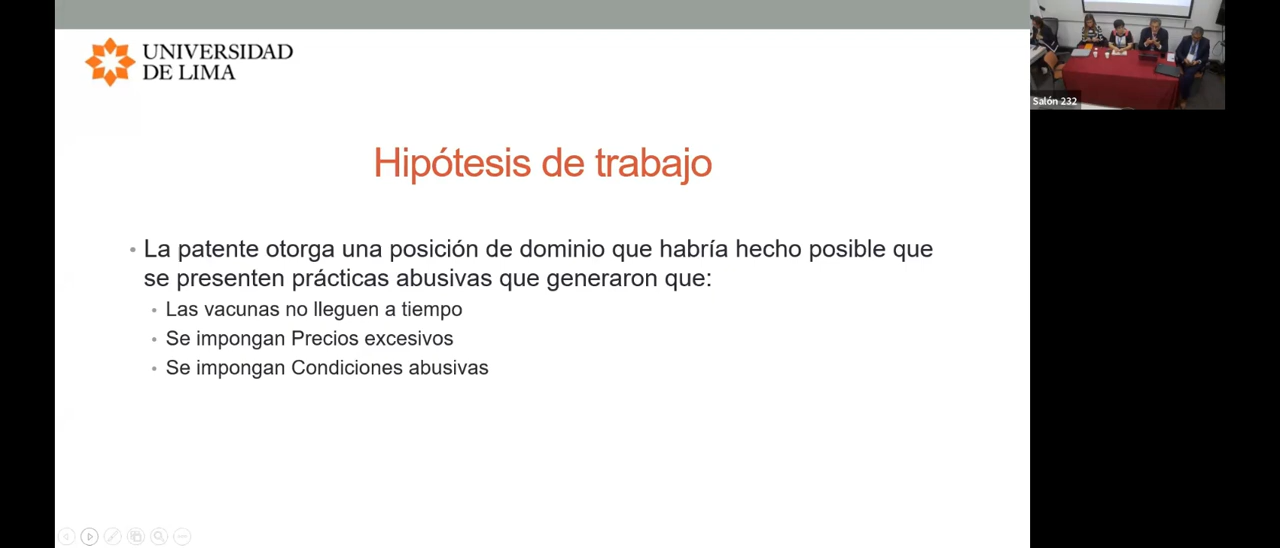 UNIVERSIDAD
DE LIMA
Salón 232
Hipótesis de trabajo
• La patente otorga una posición de dominio que habría hecho posible que
se presenten prácticas abusivas que generaron que:
• Las vacunas no lleguen a tiempo
• Se impongan Precios excesivos
• Se impongan Condiciones abusivas